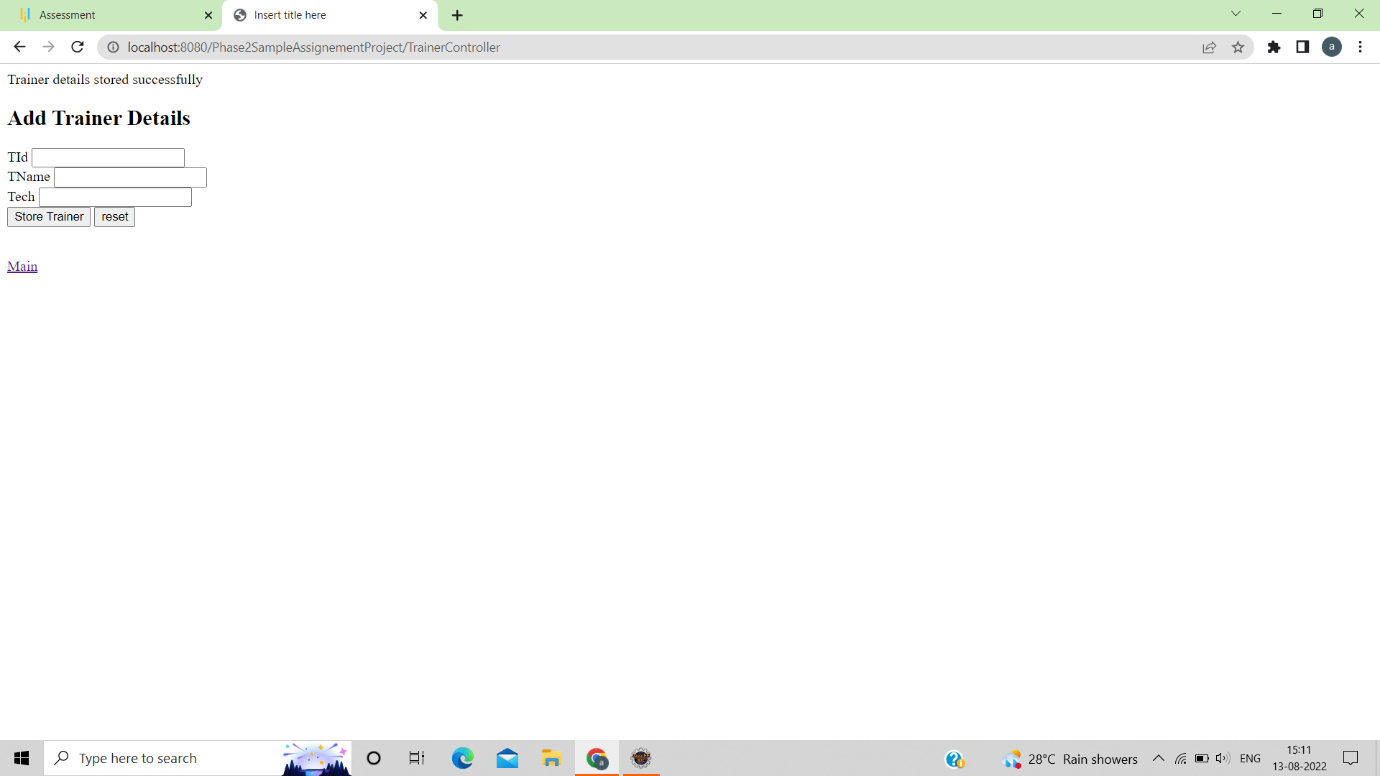 Assessment
Insert title here
localhost:8080/Phase2SampleAssignementProject/TrainerController
a
Trainer details stored successfully
Add Trainer Details
TId
TName
Tech
Store Trainer reset
Main
Type here to search
28°C Rain showers
ENG
15:11
13-08-2022